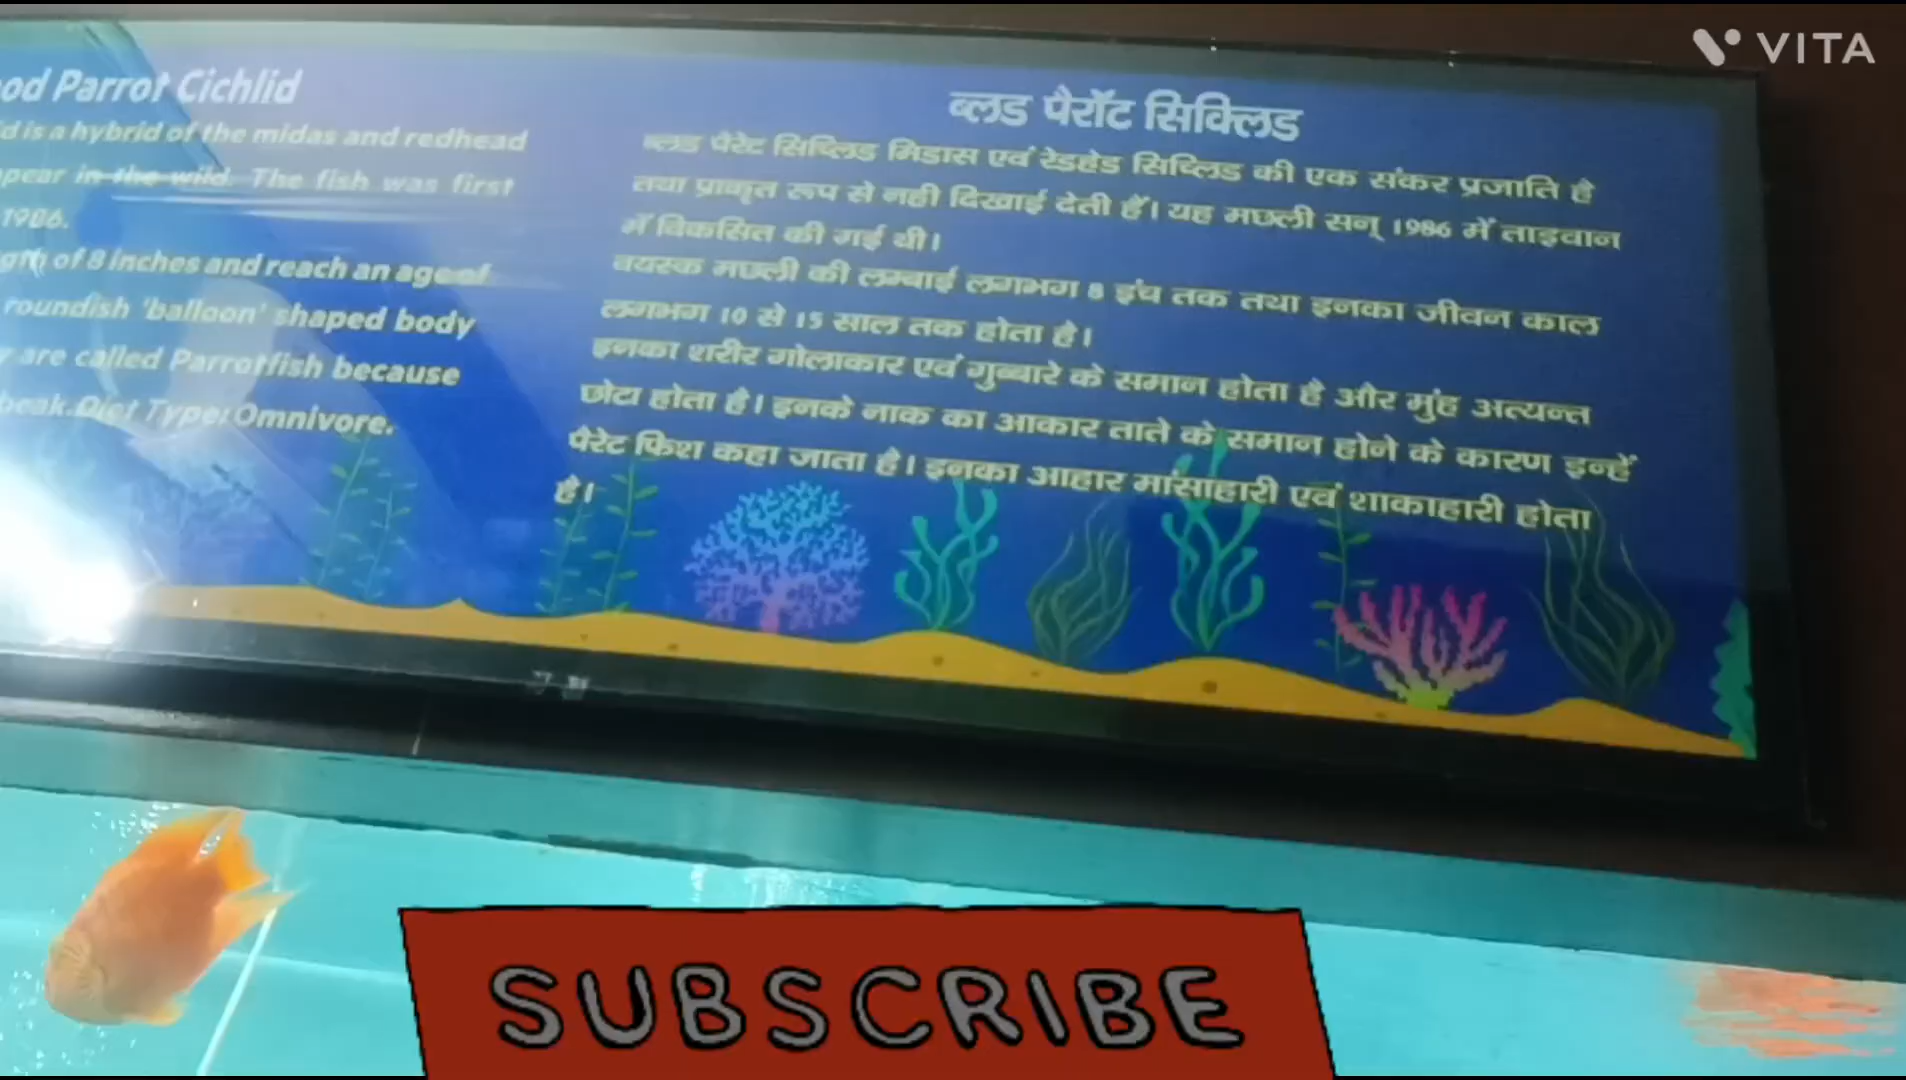 VITA
od Parrot Cichlid
d is a hybrid of the midas and redhead
pear in the wild. The fish was first
1986.
gth of 8 inches and reach an age of
roundish 'balloon' shaped body
y are called Parrotfish because
beak. Diet Type: Omnivore.
ब्लड पैरॉट सिक्लिड
ब्लड पैरेट सिच्लिड मिडास एवं रेडहेड सिच्लिड की एक संकर प्रजाति है
तथा प्राकृत रूप से नही दिखाई देती हैं। यह मछली सन् 1986 में ताइवान
में विकसित की गई थी।
वयस्क मछली की लम्बाई लगभग 8 इंच तक तथा इनका जीवन काल
लगभग 10 से 15 साल तक होता है।
इनका शरीर गोलाकार एवं गुब्बारे के समान होता है और मुंह अत्यन्त
छोटा होता है। इनके नाक का आकार ताते के समान होने के कारण इन्हें
पैरेट फिश कहा जाता है। इनका आहार मांसाहारी एवं शाकाहारी होता
है।
SUBSCRIBE